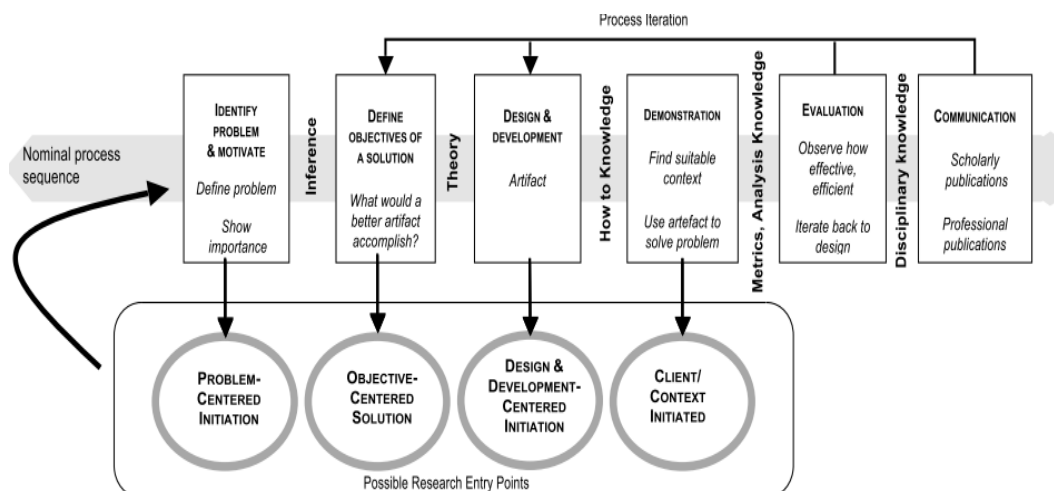 Process Iteration
Nominal process
sequence
IDENTIFY
PROBLEM
& MOTIVATE
Define problem
Show
importance
Inference
DEFINE
OBJECTIVES OF
A SOLUTION
What would a
better artifact
accomplish?
Theory
DESIGN &
DEVELOPMENT
Artifact
How to Knowledge
DEMONSTRATION
Find suitable
context
Use artefact to
solve problem
Metrics, Analysis Knowledge
EVALUATION
Observe how
effective,
efficient
Iterate back to
design
Disciplinary knowledge
COMMUNICATION
Scholarly
publications
Professional
publications
PROBLEM-
CENTERED
INITIATION
OBJECTIVE-
CENTERED
SOLUTION
DESIGN &
DEVELOPMENT-
CENTERED
INITIATION
CLIENT/
CONTEXT
INITIATED
Possible Research Entry Points